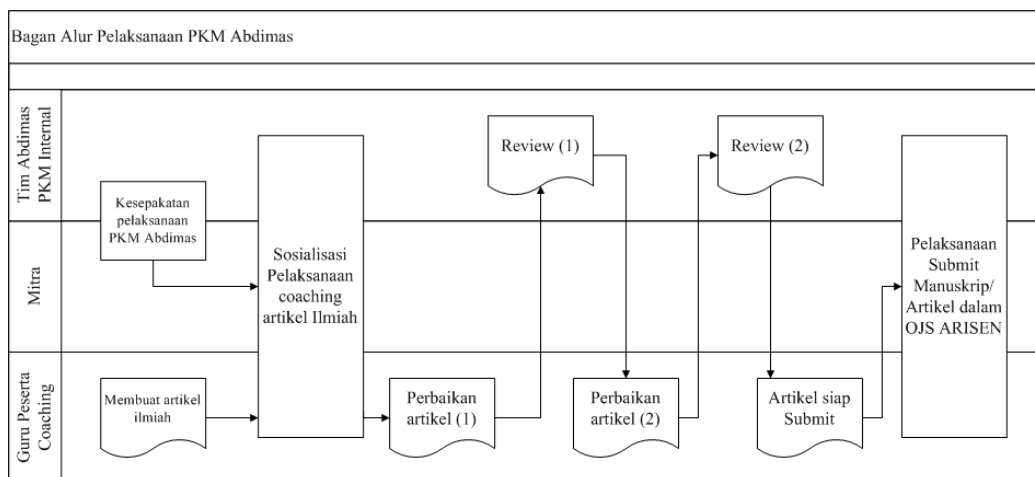 Bagan Alur Pelaksanaan PKM Abdimas
Tim Abdimas
PKM Internal
Kesepakatan
pelaksanaan
PKM Abdimas
Review (1)
Review (2)
Mitra
Sosialisasi
Pelaksanaan
coaching
artikel Ilmiah
Pelaksanaan
Submit
Manuskrip/
Artikel dalam
OJS ARISEN
Guru Peserta
Coaching
Membuat artikel
ilmiah
Perbaikan
artikel (1)
Perbaikan
artikel (2)
Artikel siap
Submit